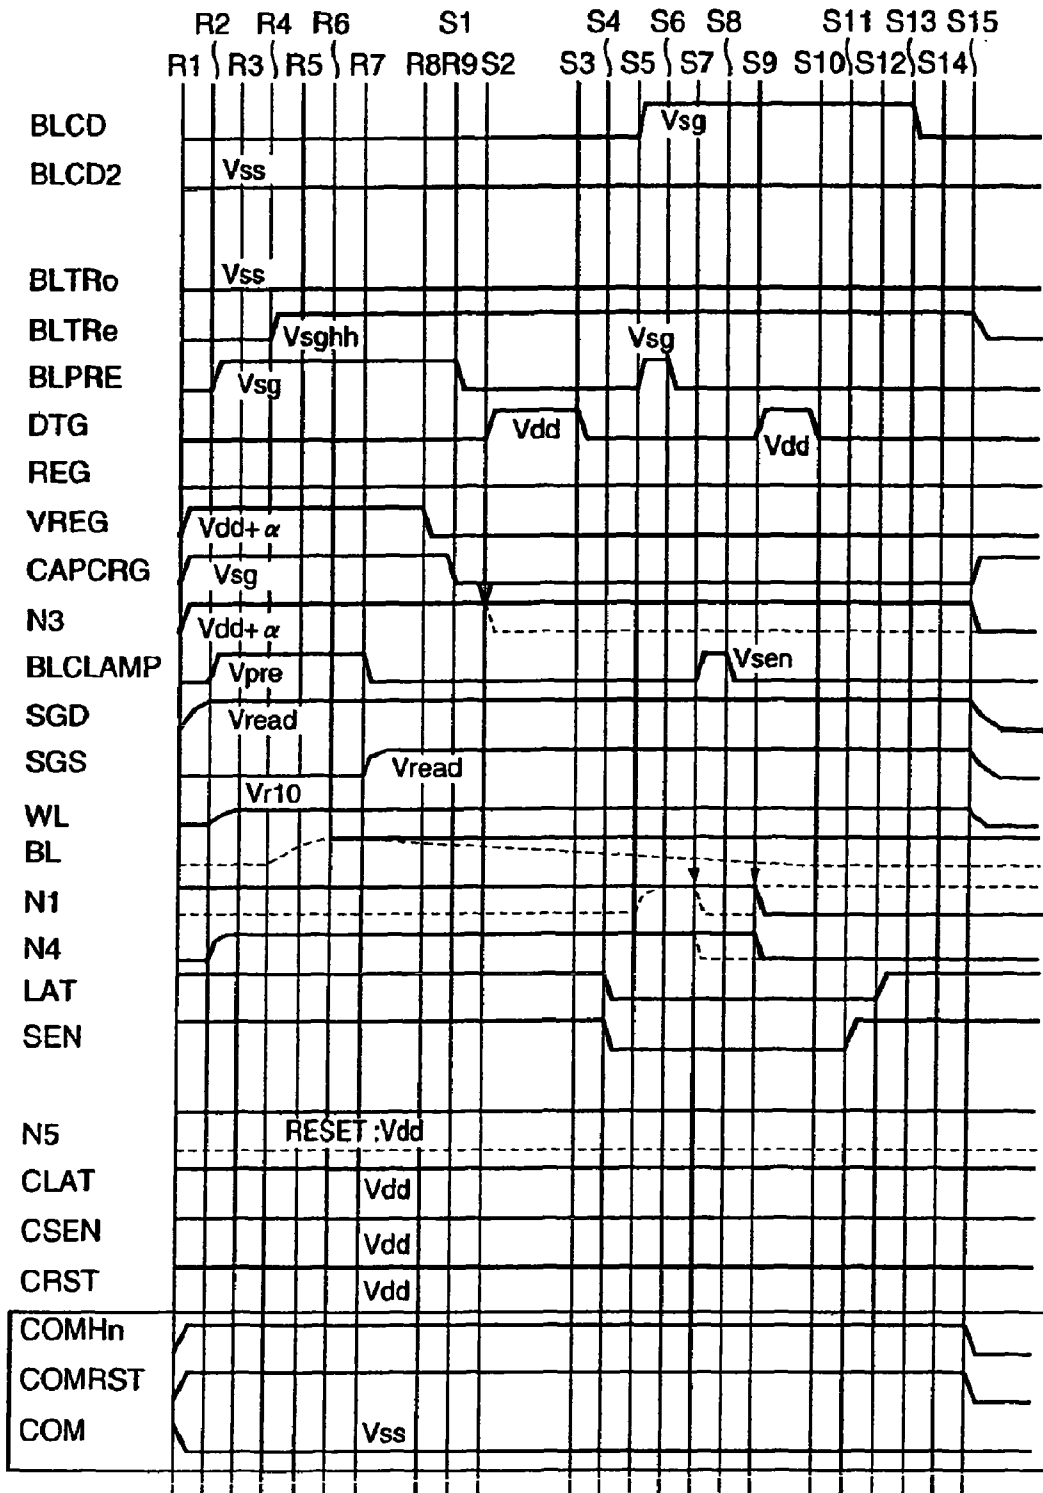 R2 R4 R6 S1 S4 S6 S8 S11 S13 S15
R1 R3 R5 R7 R8 R9 S2 S3 S5 S7 S9 S10 S12 S14
BLCD Vsg
BLCD2 Vss
BLTRo Vss
BLTRe Vsghh Vsg
BLPRE Vsg
DTG Vdd Vdd
REG
VREG Vdd+α
CAPCRG Vsg
N3 Vdd+α
BLCLAMP Vpre Vsen
SGD Vread
SGS Vread
Vr10
WL
BL
N1
N4
LAT
SEN
N5 RESET :Vdd
CLAT Vdd
CSEN Vdd
CRST Vdd
COMHn
COMRST
COM Vss